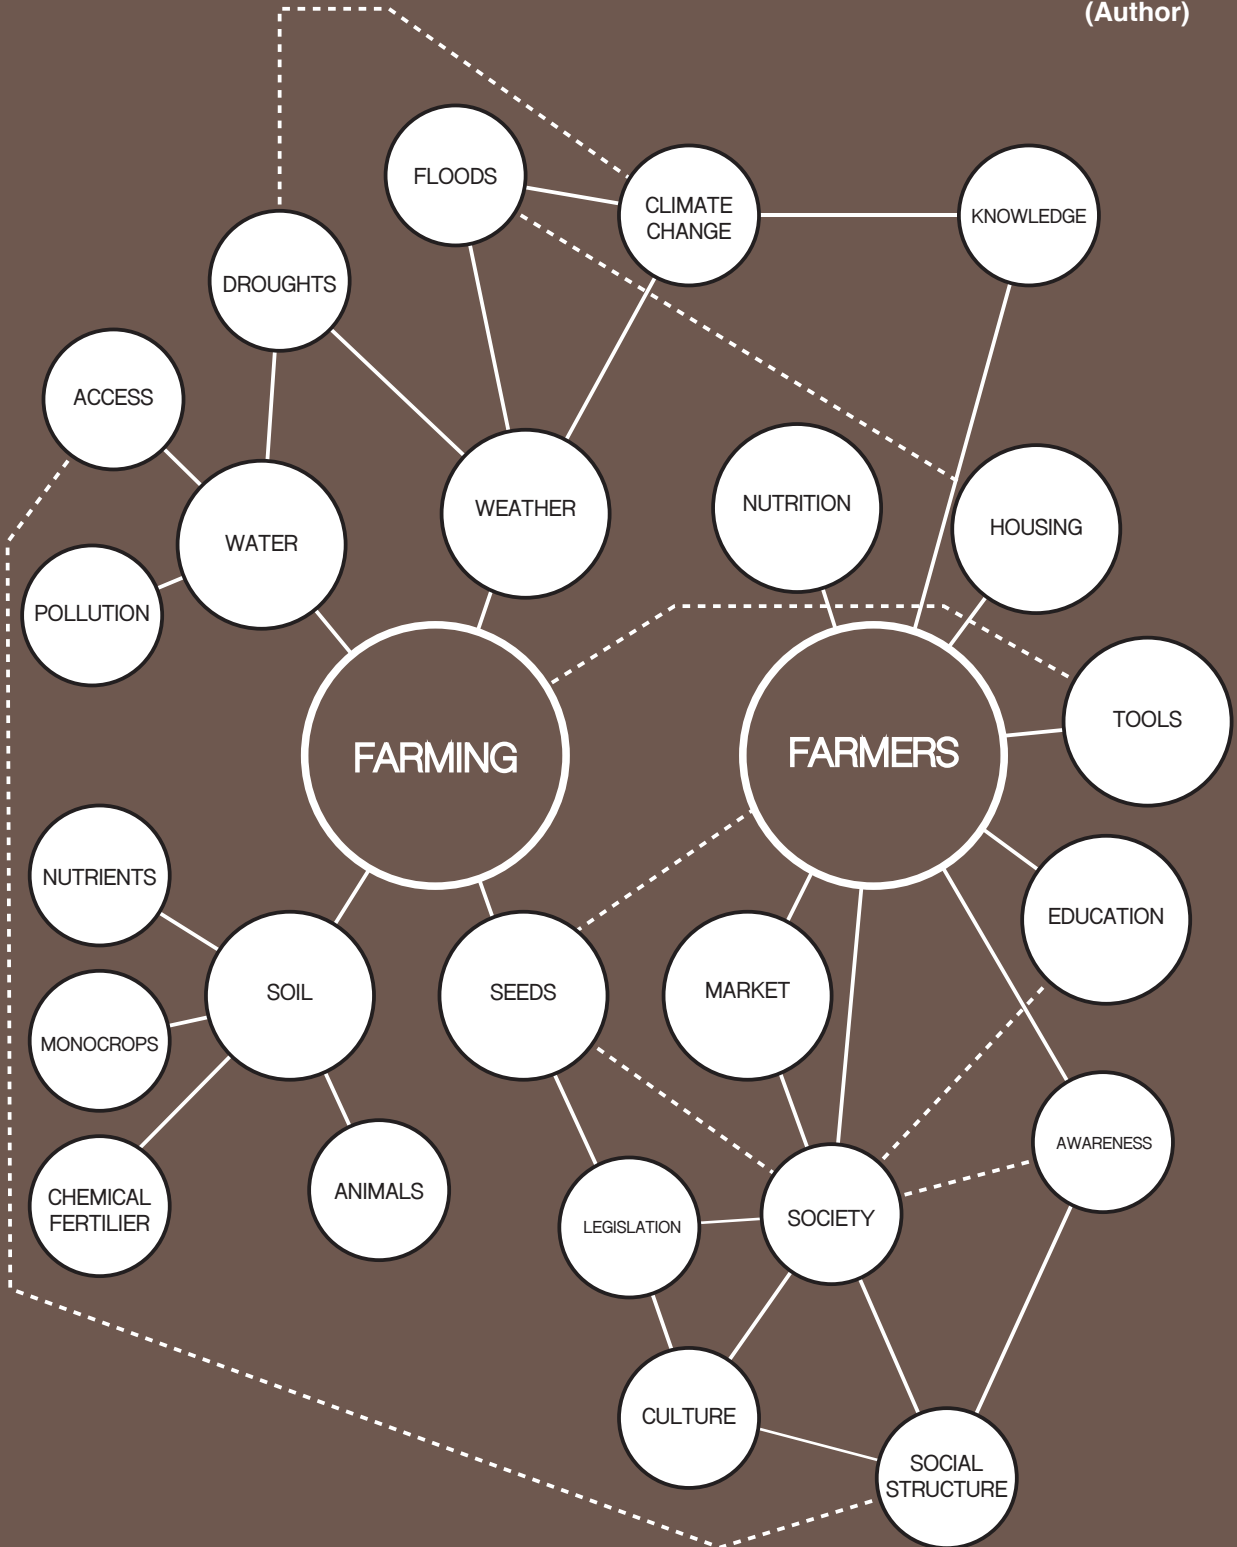 (Author)
FLOODS
CLIMATE
CHANGE
KNOWLEDGE
DROUGHTS
ACCESS
WATER
WEATHER
NUTRITION
HOUSING
POLLUTION
TOOLS
FARMING
FARMERS
NUTRIENTS
EDUCATION
SOIL
SEEDS
MARKET
MONOCROPS
AWARENESS
CHEMICAL
FERTILIER
ANIMALS
LEGISLATION
SOCIETY
CULTURE
SOCIAL
STRUCTURE